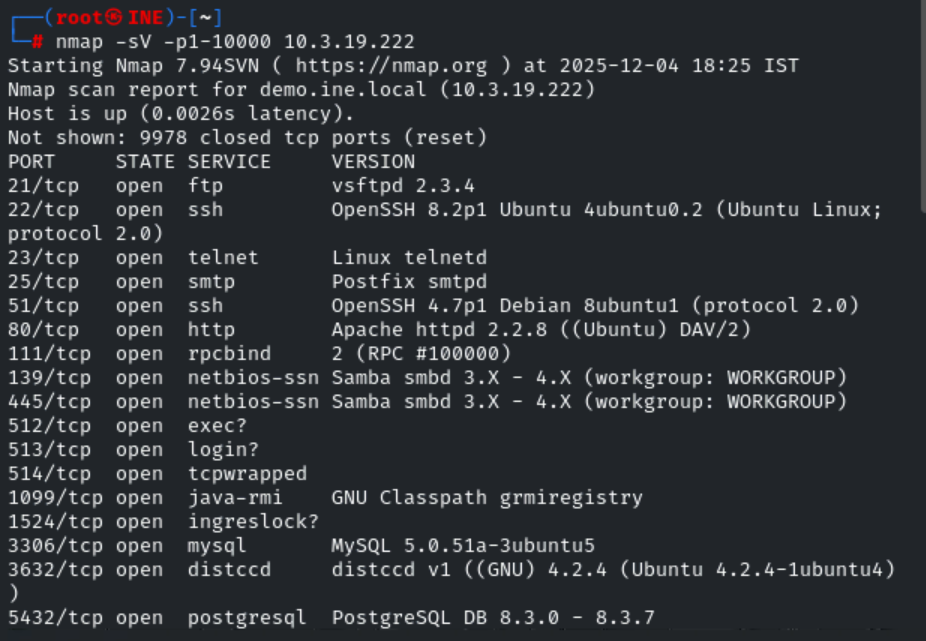 ┌──(root㉿INE)-[~]
└─# nmap -sV -p1-10000 10.3.19.222
Starting Nmap 7.94SVN ( https://nmap.org ) at 2025-12-04 18:25 IST
Nmap scan report for demo.ine.local (10.3.19.222)
Host is up (0.0026s latency).
Not shown: 9978 closed tcp ports (reset)
PORT     STATE SERVICE     VERSION
21/tcp   open  ftp         vsftpd 2.3.4
22/tcp   open  ssh         OpenSSH 8.2p1 Ubuntu 4ubuntu0.2 (Ubuntu Linux;
protocol 2.0)
23/tcp   open  telnet      Linux telnetd
25/tcp   open  smtp        Postfix smtpd
51/tcp   open  ssh         OpenSSH 4.7p1 Debian 8ubuntu1 (protocol 2.0)
80/tcp   open  http        Apache httpd 2.2.8 ((Ubuntu) DAV/2)
111/tcp  open  rpcbind     2 (RPC #100000)
139/tcp  open  netbios-ssn Samba smbd 3.X - 4.X (workgroup: WORKGROUP)
445/tcp  open  netbios-ssn Samba smbd 3.X - 4.X (workgroup: WORKGROUP)
512/tcp  open  exec?
513/tcp  open  login?
514/tcp  open  tcpwrapped
1099/tcp open  java-rmi    GNU Classpath grmiregistry
1524/tcp open  ingreslock?
3306/tcp open  mysql       MySQL 5.0.51a-3ubuntu5
3632/tcp open  distccd     distccd v1 ((GNU) 4.2.4 (Ubuntu 4.2.4-1ubuntu4)
)
5432/tcp open  postgresql  PostgreSQL DB 8.3.0 - 8.3.7